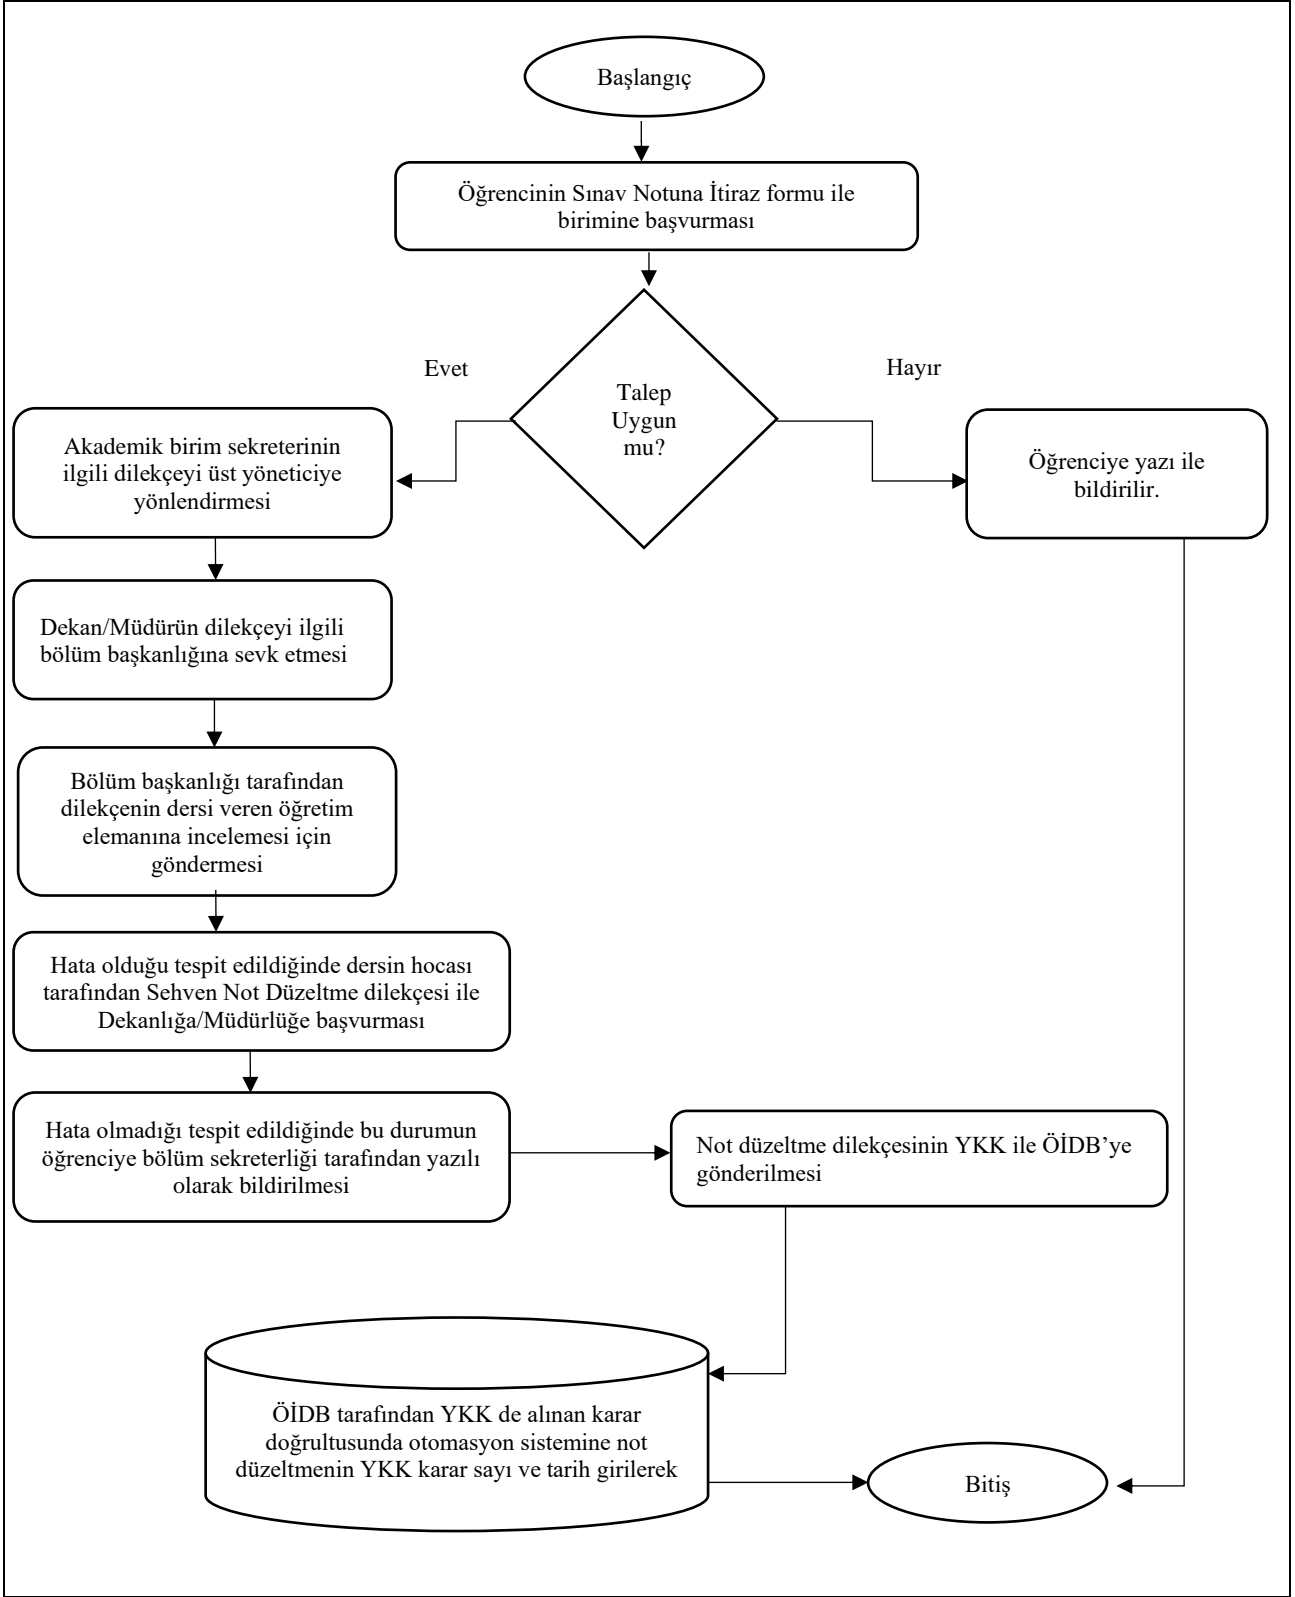 Başlangıç
Öğrencinin Sınav Notuna İtiraz formu ile
birimine başvurması
Evet
Hayır
Talep
Uygun
mu?
Akademik birim sekreterinin
ilgili dilekçeyi üst yöneticiye
yönlendirmesi
Öğrenciye yazı ile
bildirilir.
Dekan/Müdürün dilekçeyi ilgili
bölüm başkanlığına sevk etmesi
Bölüm başkanlığı tarafından
dilekçenin dersi veren öğretim
elemanına incelemesi için
göndermesi
Hata olduğu tespit edildiğinde dersin hocası
tarafından Sehven Not Düzeltme dilekçesi ile
Dekanlığa/Müdürlüğe başvurması
Hata olmadığı tespit edildiğinde bu durumun
öğrenciye bölüm sekreterliği tarafından yazılı
olarak bildirilmesi
Not düzeltme dilekçesinin YKK ile ÖİDB’ye
gönderilmesi
ÖİDB tarafından YKK de alınan karar
doğrultusunda otomasyon sistemine not
düzeltmenin YKK karar sayı ve tarih girilerek
Bitiş